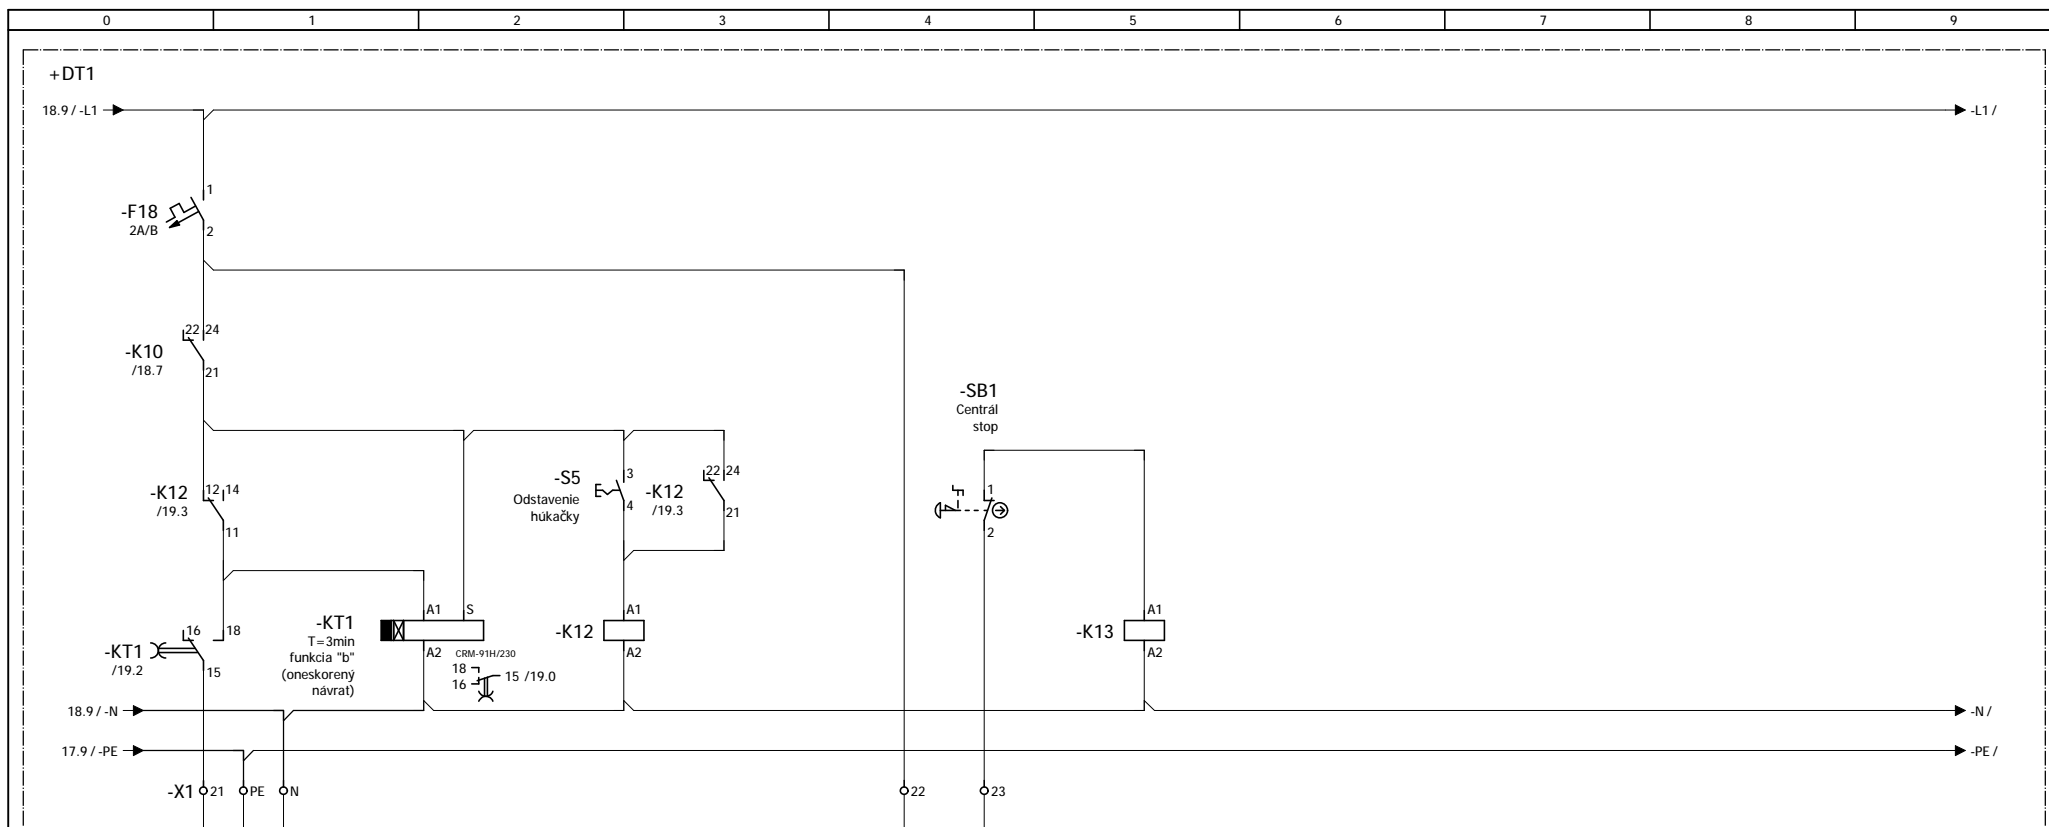 0 1 2 3 4 5 6 7 8 9
+DT1
18.9 / -L1
-L1 /
1
-F18
2A/B
2
22 24
-K10
/18.7
21
-SB1
Centrál
stop
-K12
/19.3
12 14
11
-S5
Odstavenie
húkačky
3
4
-K12
/19.3
22 24
21
1
2
-KT1
/19.2
16 18
15
-KT1
T=3min
funkcia "b"
(oneskorený
návrat)
A1 S
A2
CRM-91H/230
18
16
15 /19.0
-K12
A1
A2
-K13
A1
A2
18.9 / -N
-N /
17.9 / -PE
-PE /
-X1 21 PE N 22 23